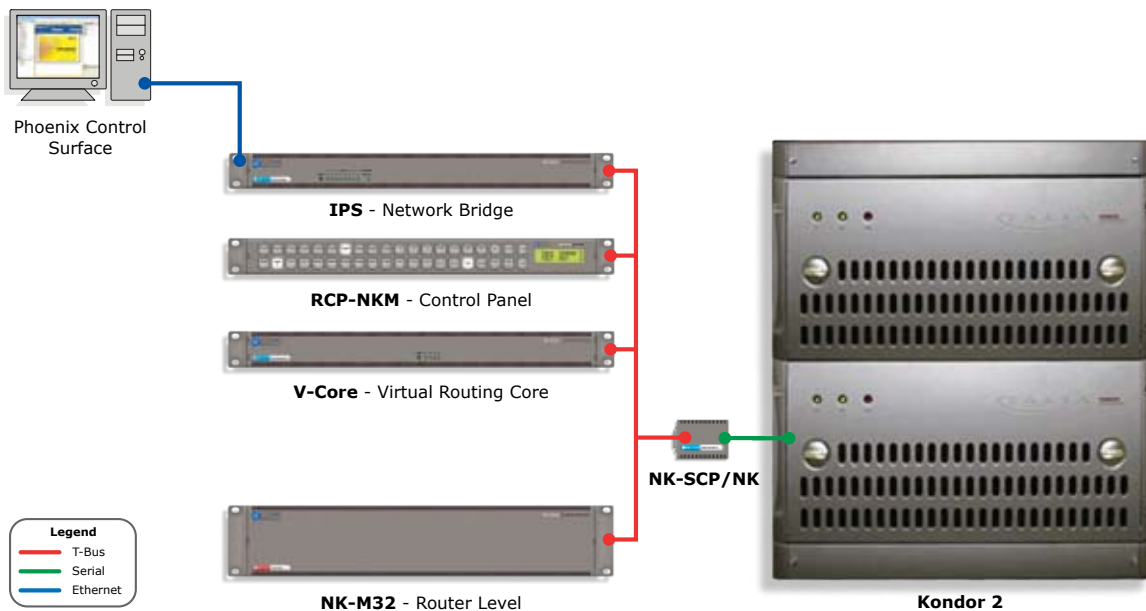 Phoenix Control
Surface
IPS - Network Bridge
RCP-NKM - Control Panel
V-Core - Virtual Routing Core
NK-SCP/NK
Legend
T-Bus
Serial
Ethernet
NK-M32 - Router Level
Kondor 2